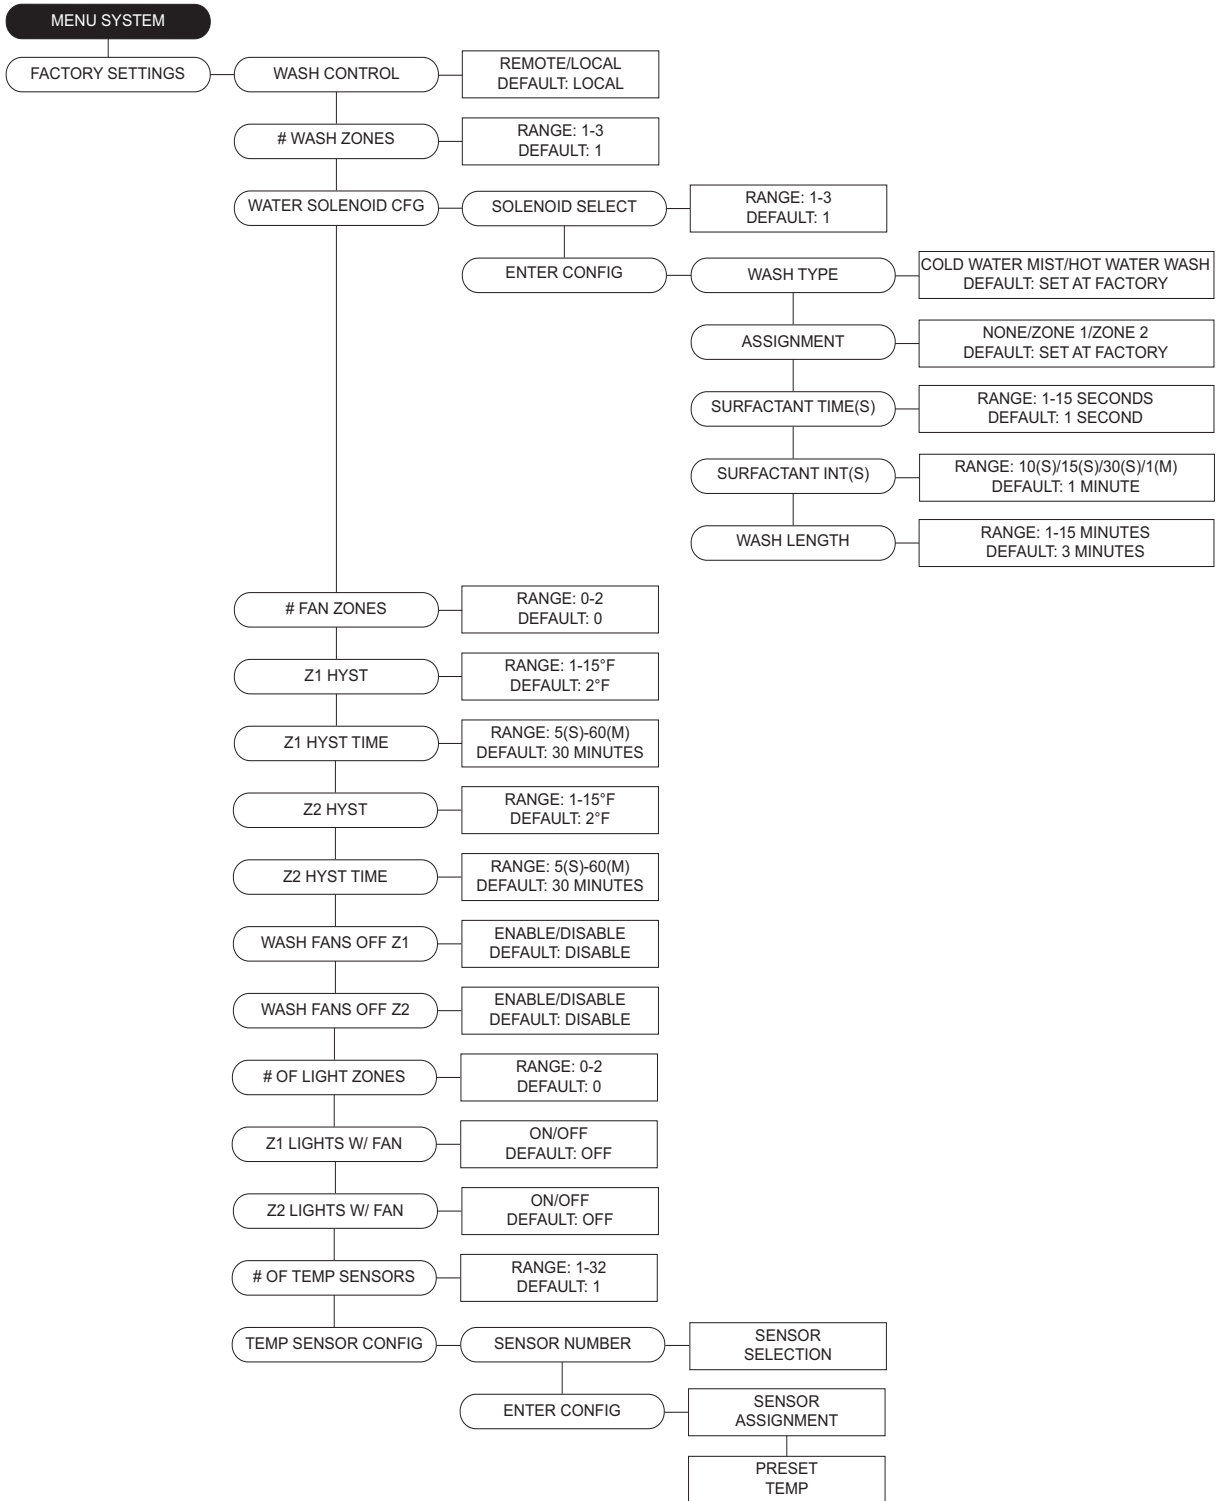 MENU SYSTEM
FACTORY SETTINGS
WASH CONTROL
REMOTE/LOCAL
DEFAULT: LOCAL
# WASH ZONES
RANGE: 1-3
DEFAULT: 1
WATER SOLENOID CFG
SOLENOID SELECT
RANGE: 1-3
DEFAULT: 1
ENTER CONFIG
WASH TYPE
COLD WATER MIST/HOT WATER WASH
DEFAULT: SET AT FACTORY
ASSIGNMENT
NONE/ZONE 1/ZONE 2
DEFAULT: SET AT FACTORY
SURFACTANT TIME(S)
RANGE: 1-15 SECONDS
DEFAULT: 1 SECOND
SURFACTANT INT(S)
RANGE: 10(S)/15(S)/30(S)/1(M)
DEFAULT: 1 MINUTE
WASH LENGTH
RANGE: 1-15 MINUTES
DEFAULT: 3 MINUTES
# FAN ZONES
RANGE: 0-2
DEFAULT: 0
Z1 HYST
RANGE: 1-15°F
DEFAULT: 2°F
Z1 HYST TIME
RANGE: 5(S)-60(M)
DEFAULT: 30 MINUTES
Z2 HYST
RANGE: 1-15°F
DEFAULT: 2°F
Z2 HYST TIME
RANGE: 5(S)-60(M)
DEFAULT: 30 MINUTES
WASH FANS OFF Z1
ENABLE/DISABLE
DEFAULT: DISABLE
WASH FANS OFF Z2
ENABLE/DISABLE
DEFAULT: DISABLE
# OF LIGHT ZONES
RANGE: 0-2
DEFAULT: 0
Z1 LIGHTS W/ FAN
ON/OFF
DEFAULT: OFF
Z2 LIGHTS W/ FAN
ON/OFF
DEFAULT: OFF
# OF TEMP SENSORS
RANGE: 1-32
DEFAULT: 1
TEMP SENSOR CONFIG
SENSOR NUMBER
SENSOR
SELECTION
ENTER CONFIG
SENSOR
ASSIGNMENT
PRESET
TEMP